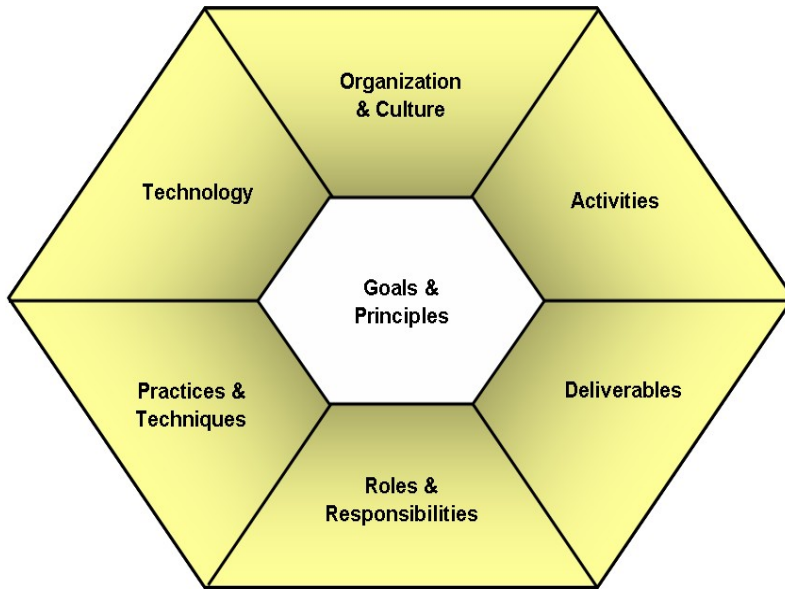 Organization
& Culture
Technology
Activities
Goals &
Principles
Practices &
Techniques
Deliverables
Roles &
Responsibilities